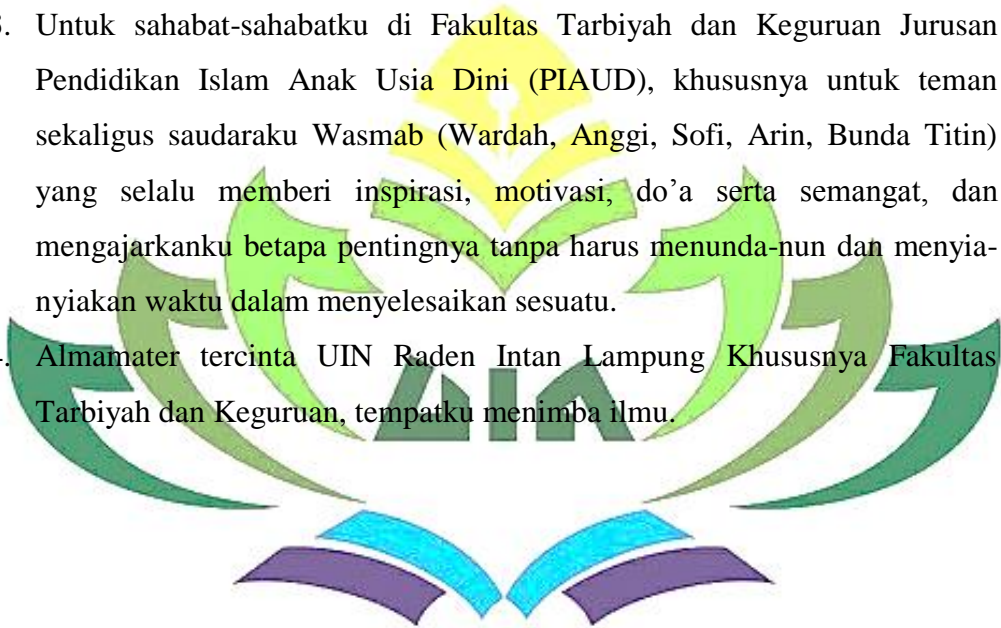 3. Untuk sahabat-sahabatku di Fakultas Tarbiyah dan Keguruan Jurusan
Pendidikan Islam Anak Usia Dini (PIAUD), khususnya untuk teman
sekaligus saudaraku Wasmab (Wardah, Anggi, Sofi, Arin, Bunda Titin)
yang selalu memberi inspirasi, motivasi, do’a serta semangat, dan
mengajarkanku betapa pentingnya tanpa harus menunda-nun dan menyia-
nyiakan waktu dalam menyelesaikan sesuatu.
4. Almamater tercinta UIN Raden Intan Lampung Khususnya Fakultas
Tarbiyah dan Keguruan, tempatku menimba ilmu.
UIN